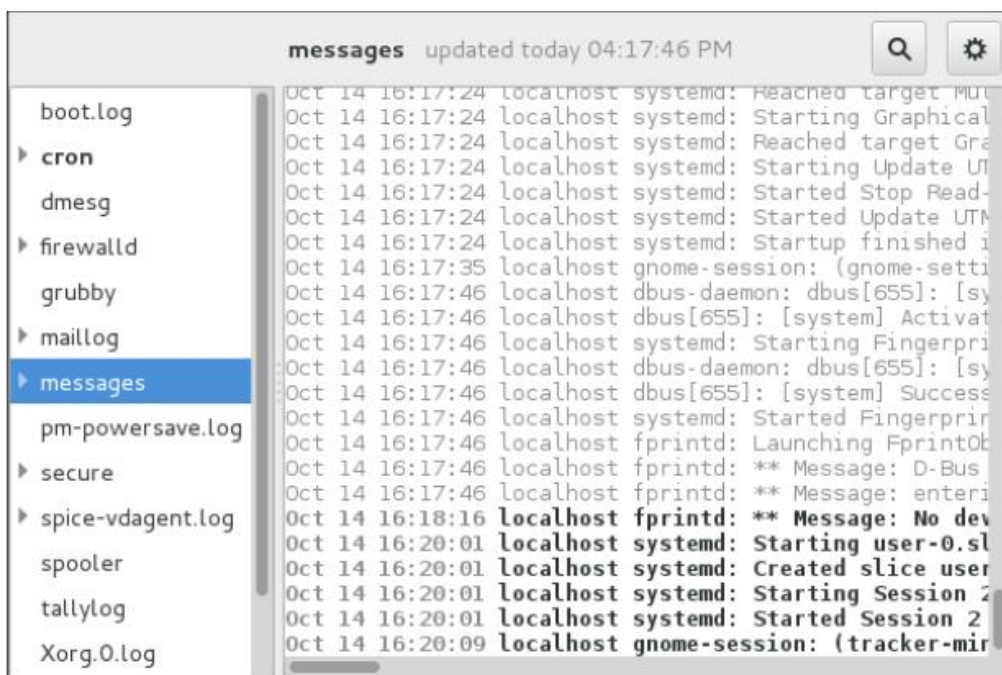 messages updated today 04:17:46 PM
boot.log
cron
dmesg
firewalld
grubby
maillog
messages
pm-powersave.log
secure
spice-vdagent.log
spooler
tallylog
Xorg.0.log
Oct 14 16:17:24 localhost systemd: Reached target Mul
Oct 14 16:17:24 localhost systemd: Starting Graphical
Oct 14 16:17:24 localhost systemd: Reached target Gra
Oct 14 16:17:24 localhost systemd: Starting Update UT
Oct 14 16:17:24 localhost systemd: Started Stop Read-
Oct 14 16:17:24 localhost systemd: Started Update UTM
Oct 14 16:17:24 localhost systemd: Startup finished i
Oct 14 16:17:35 localhost gnome-session: (gnome-setti
Oct 14 16:17:46 localhost dbus-daemon: dbus[655]: [sy
Oct 14 16:17:46 localhost dbus[655]: [system] Activat
Oct 14 16:17:46 localhost systemd: Starting Fingerpri
Oct 14 16:17:46 localhost dbus-daemon: dbus[655]: [sy
Oct 14 16:17:46 localhost dbus[655]: [system] Success
Oct 14 16:17:46 localhost systemd: Started Fingerprin
Oct 14 16:17:46 localhost fprintd: Launching FprintOb
Oct 14 16:17:46 localhost fprintd: ** Message: D-Bus
Oct 14 16:17:46 localhost fprintd: ** Message: enteri
Oct 14 16:18:16 localhost fprintd: ** Message: No dev
Oct 14 16:20:01 localhost systemd: Starting user-0.sl
Oct 14 16:20:01 localhost systemd: Created slice user
Oct 14 16:20:01 localhost systemd: Starting Session 2
Oct 14 16:20:01 localhost systemd: Started Session 2
Oct 14 16:20:09 localhost gnome-session: (tracker-min